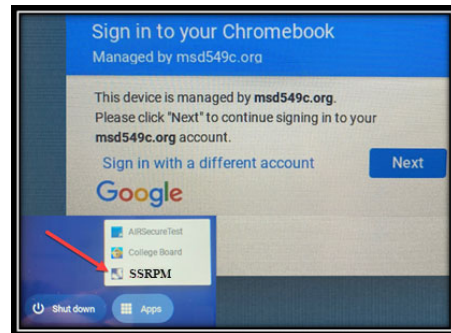 Sign in to your Chromebook
Managed by msd549c.org
This device is managed by msd549c.org.
Please click "Next" to continue signing in to your
msd549c.org account.
Sign in with a different account
Next
Google
AIRSecureTest
College Board
SSRPM
Shut down
Apps